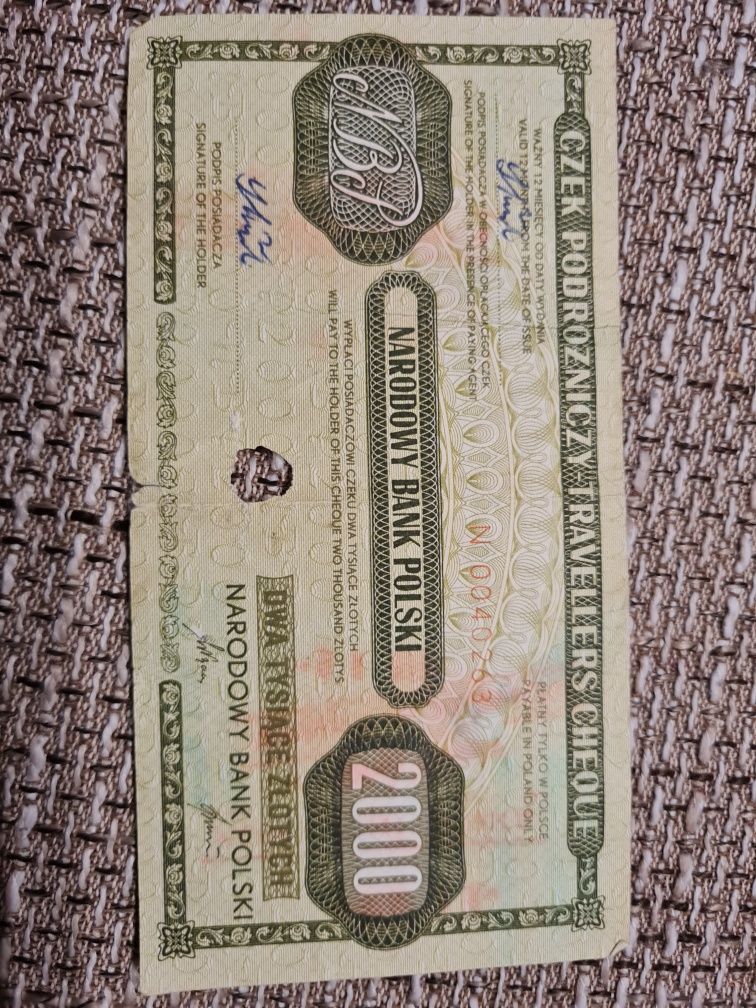 CZEK PODRÓŻNICZY-TRAVELLERS CHEQUE
WAŻNY 12 MIESIĘCY OD DATY WYDANIA
VALID 12 FROM THE DATE OF ISSUE
PŁATNY TYLKO W POLSCE
PAYABLE IN POLAND ONLY
PODPIS POSIADACZA W OBECNOŚCI OPŁACAJĄCEGO CZEK
SIGNATURE OF THE HOLDER IN THE PRESENCE OF PAYING AGENT
N 0040263
NBP
NARODOWY BANK POLSKI
2000
WYPŁACI POSIADACZOWI CZEKU DWA TYSIĄCE ZŁOTYCH
WILL PAY TO THE HOLDER OF THIS CHEQUE TWO THOUSAND ZLOTYS
DWA TYSIĄCE ZŁOTYCH
NARODOWY BANK POLSKI
PODPIS POSIADACZA
SIGNATURE OF THE HOLDER